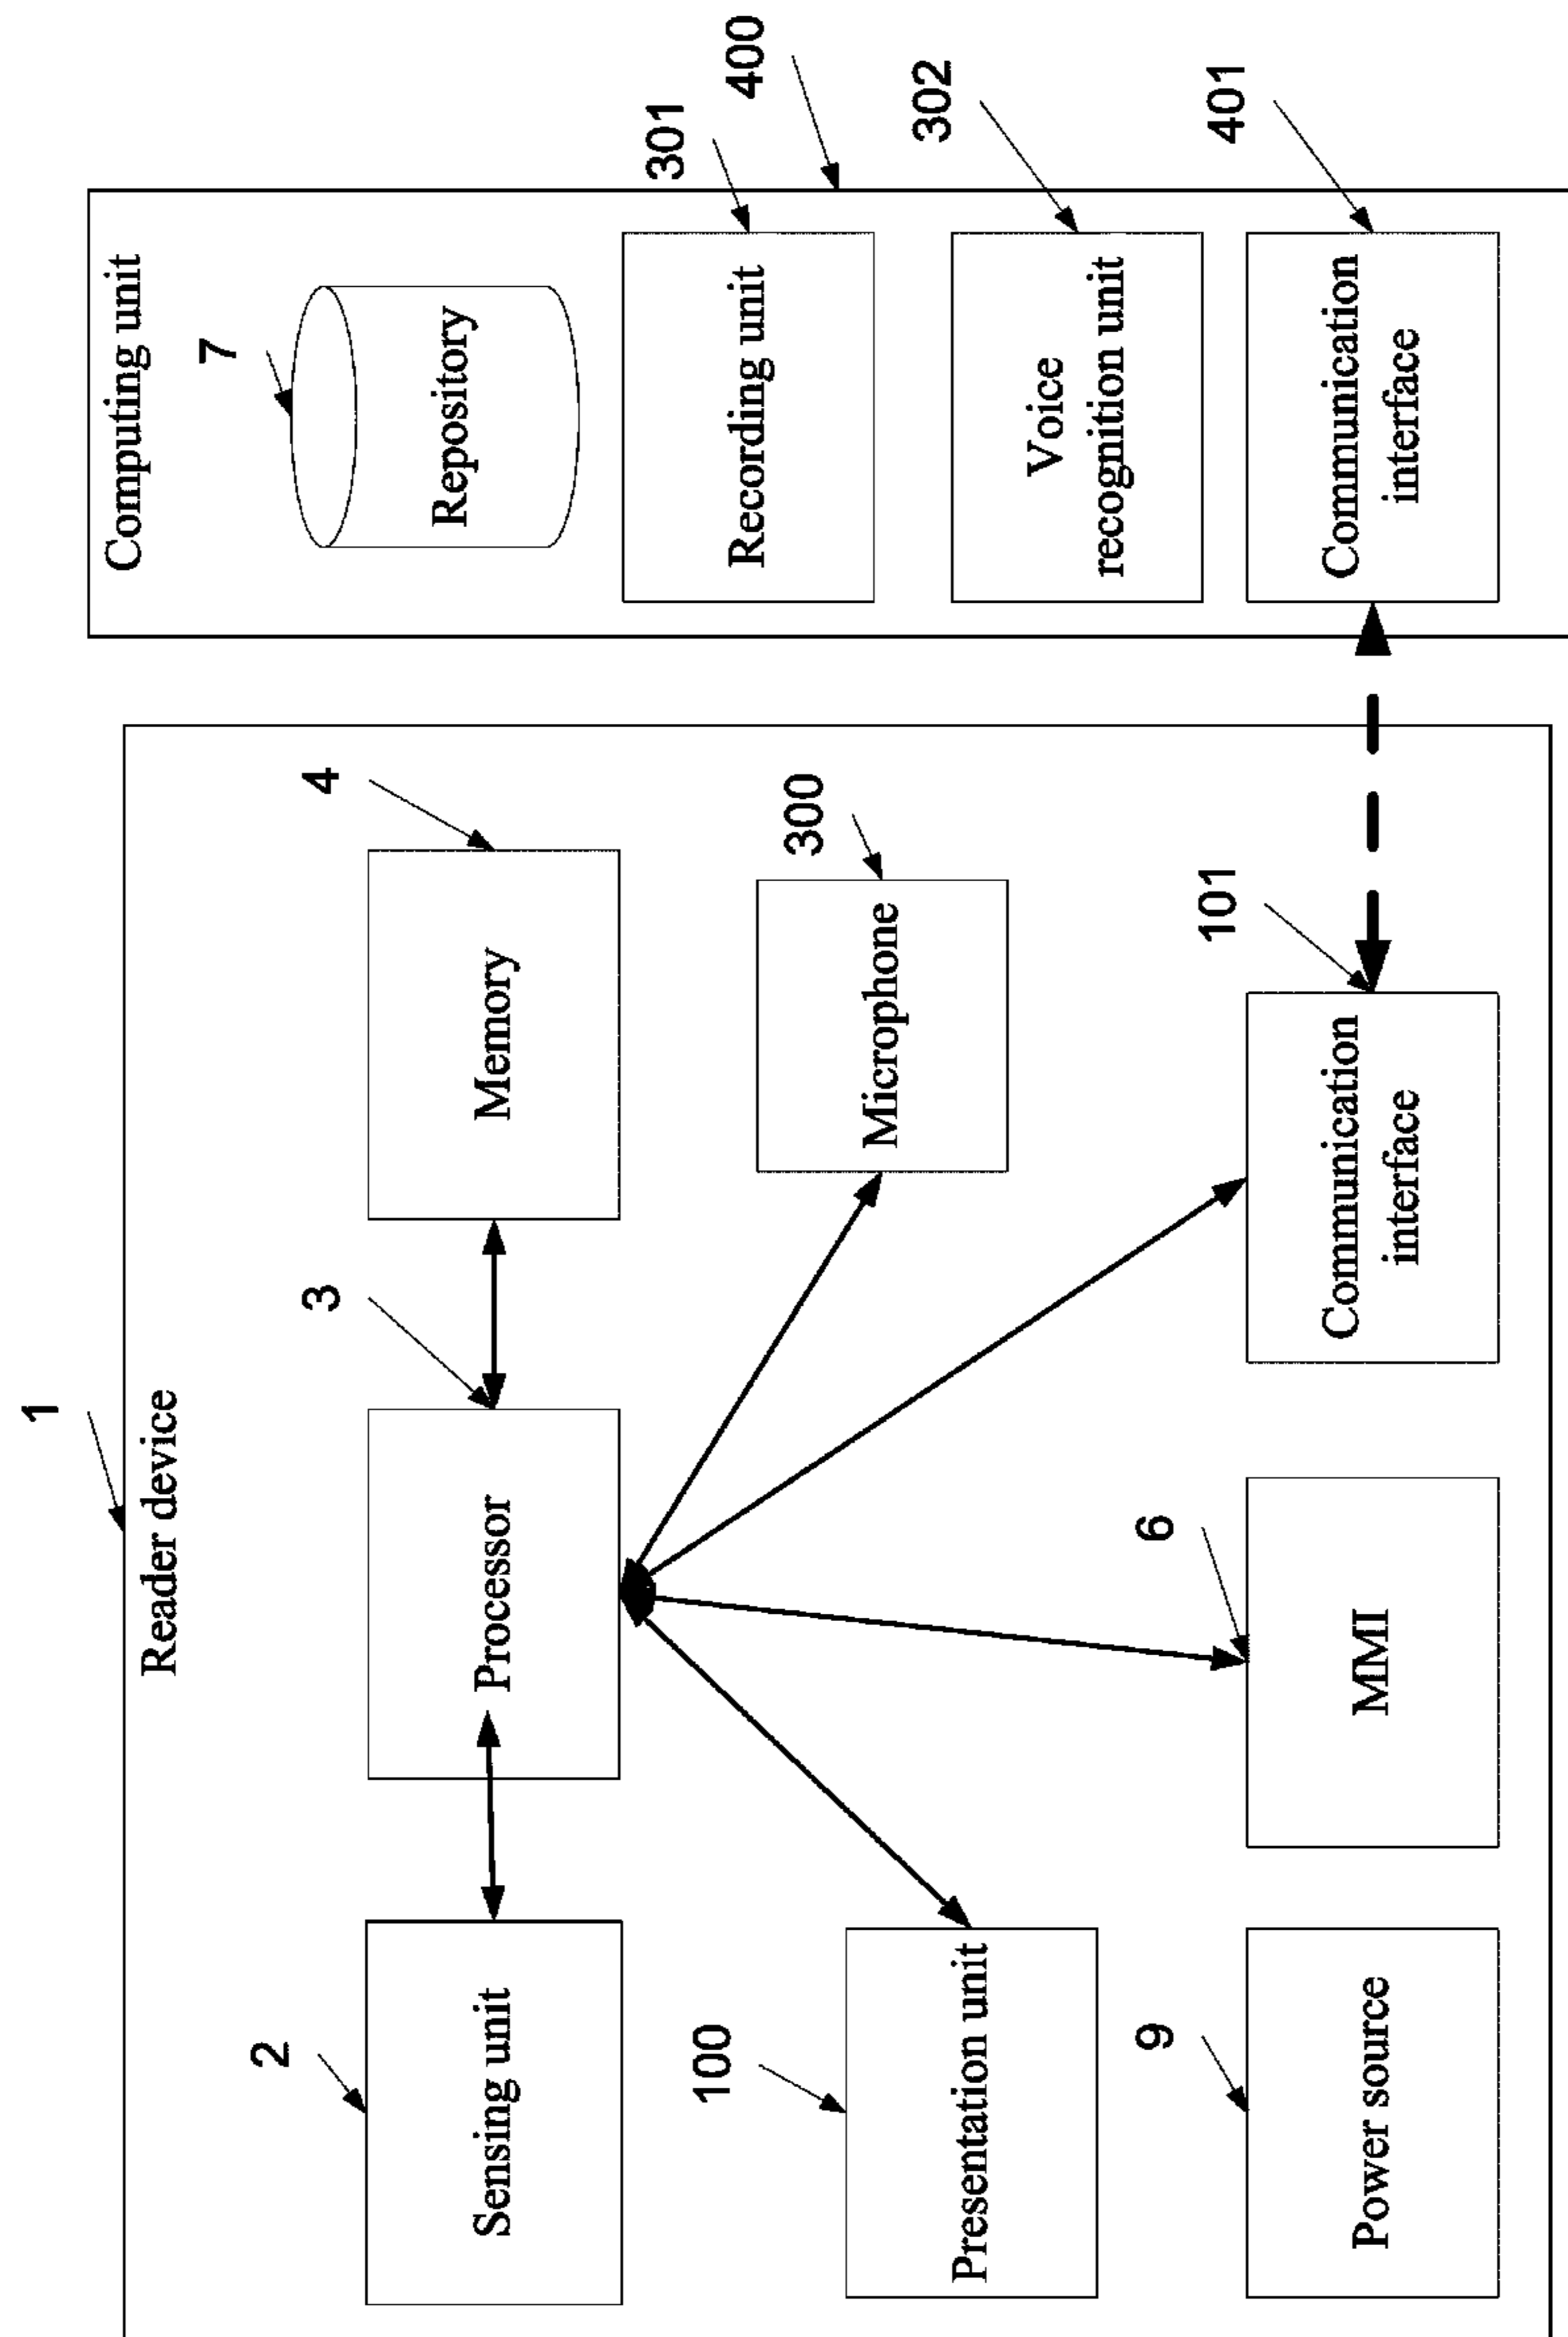 1
Reader device
2
Sensing unit
3
Processor
4
Memory
100
Presentation unit
300
Microphone
9
Power source
6
MMI
101
Communication
interface
Computing unit
7
Repository
301
Recording unit
400
302
Voice
recognition unit
401
Communication
interface